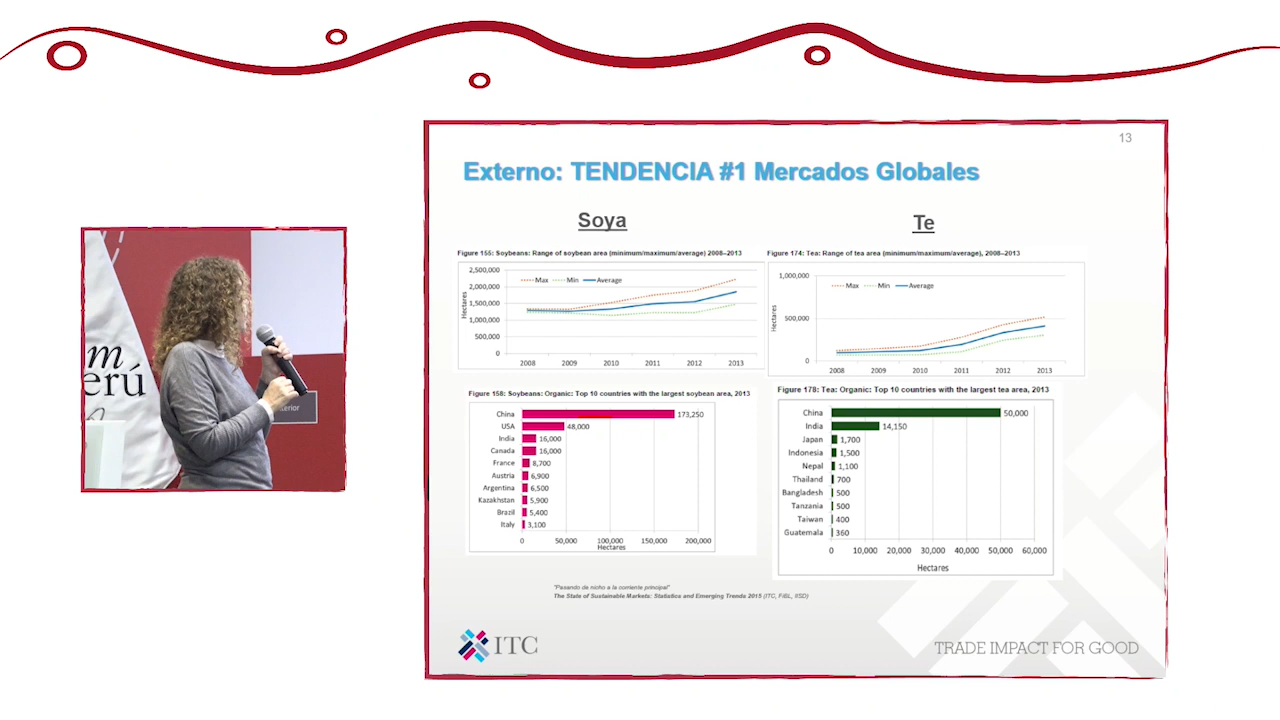 13
Externo: TENDENCIA #1 Mercados Globales
Soya
Figure 155: Soybeans: Range of soybean area (minimum/maximum/average) 2008–2013
2,500,000
2,000,000
1,500,000
1,000,000
500,000
0
Hectares
Max Min Average
2008 2009 2010 2011 2012 2013
Te
Figure 174: Tea: Range of tea area (minimum/maximum/average), 2008–2013
1,000,000
500,000
0
Hectares
Max Min Average
2008 2009 2010 2011 2012 2013
Figure 158: Soybeans: Organic: Top 10 countries with the largest soybean area, 2013
China 173,250
USA 48,000
India 16,000
Canada 16,000
France 8,700
Austria 6,900
Argentina 6,500
Kazakhstan 5,900
Brazil 5,400
Italy 3,100
0 50,000 100,000 150,000 200,000
Hectares
Figure 178: Tea: Organic: Top 10 countries with the largest tea area, 2013
China 50,000
India 14,150
Japan 1,700
Indonesia 1,500
Nepal 1,100
Thailand 700
Bangladesh 500
Tanzania 500
Taiwan 400
Guatemala 360
0 10,000 20,000 30,000 40,000 50,000 60,000
Hectares
"Pasando de nicho a la corriente principal"
The State of Sustainable Markets: Statistics and Emerging Trends 2015 (ITC, FiBL, IISD)
ITC
TRADE IMPACT FOR GOOD
m
erú
terior